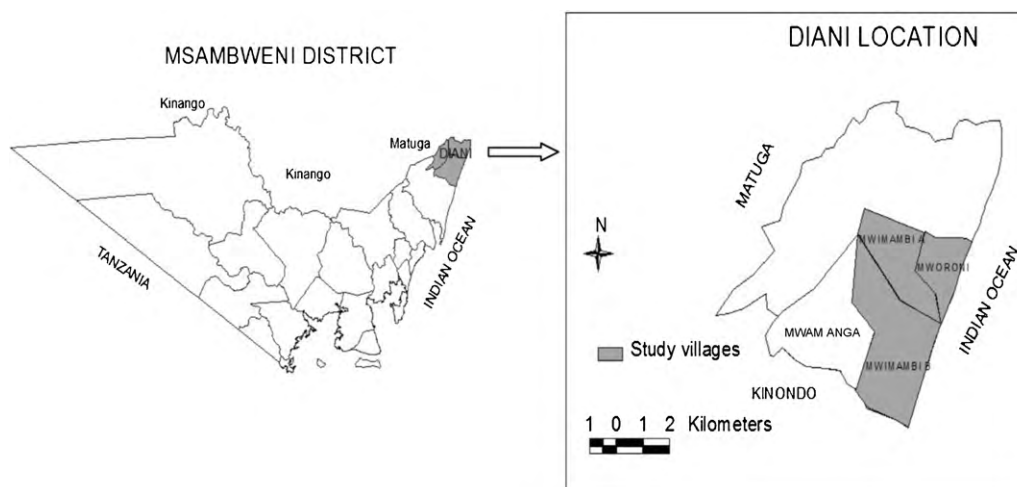 MSAMBWENI DISTRICT
Kinango
Matuga
DIANI
Kinango
TANZANIA
INDIAN OCEAN
DIANI LOCATION
MATUGA
N
MWIMAMBI A
MWORONI
INDIAN OCEAN
MWAM ANGA
Study villages
MWIMAMBI B
KINONDO
1 0 1 2 Kilometers